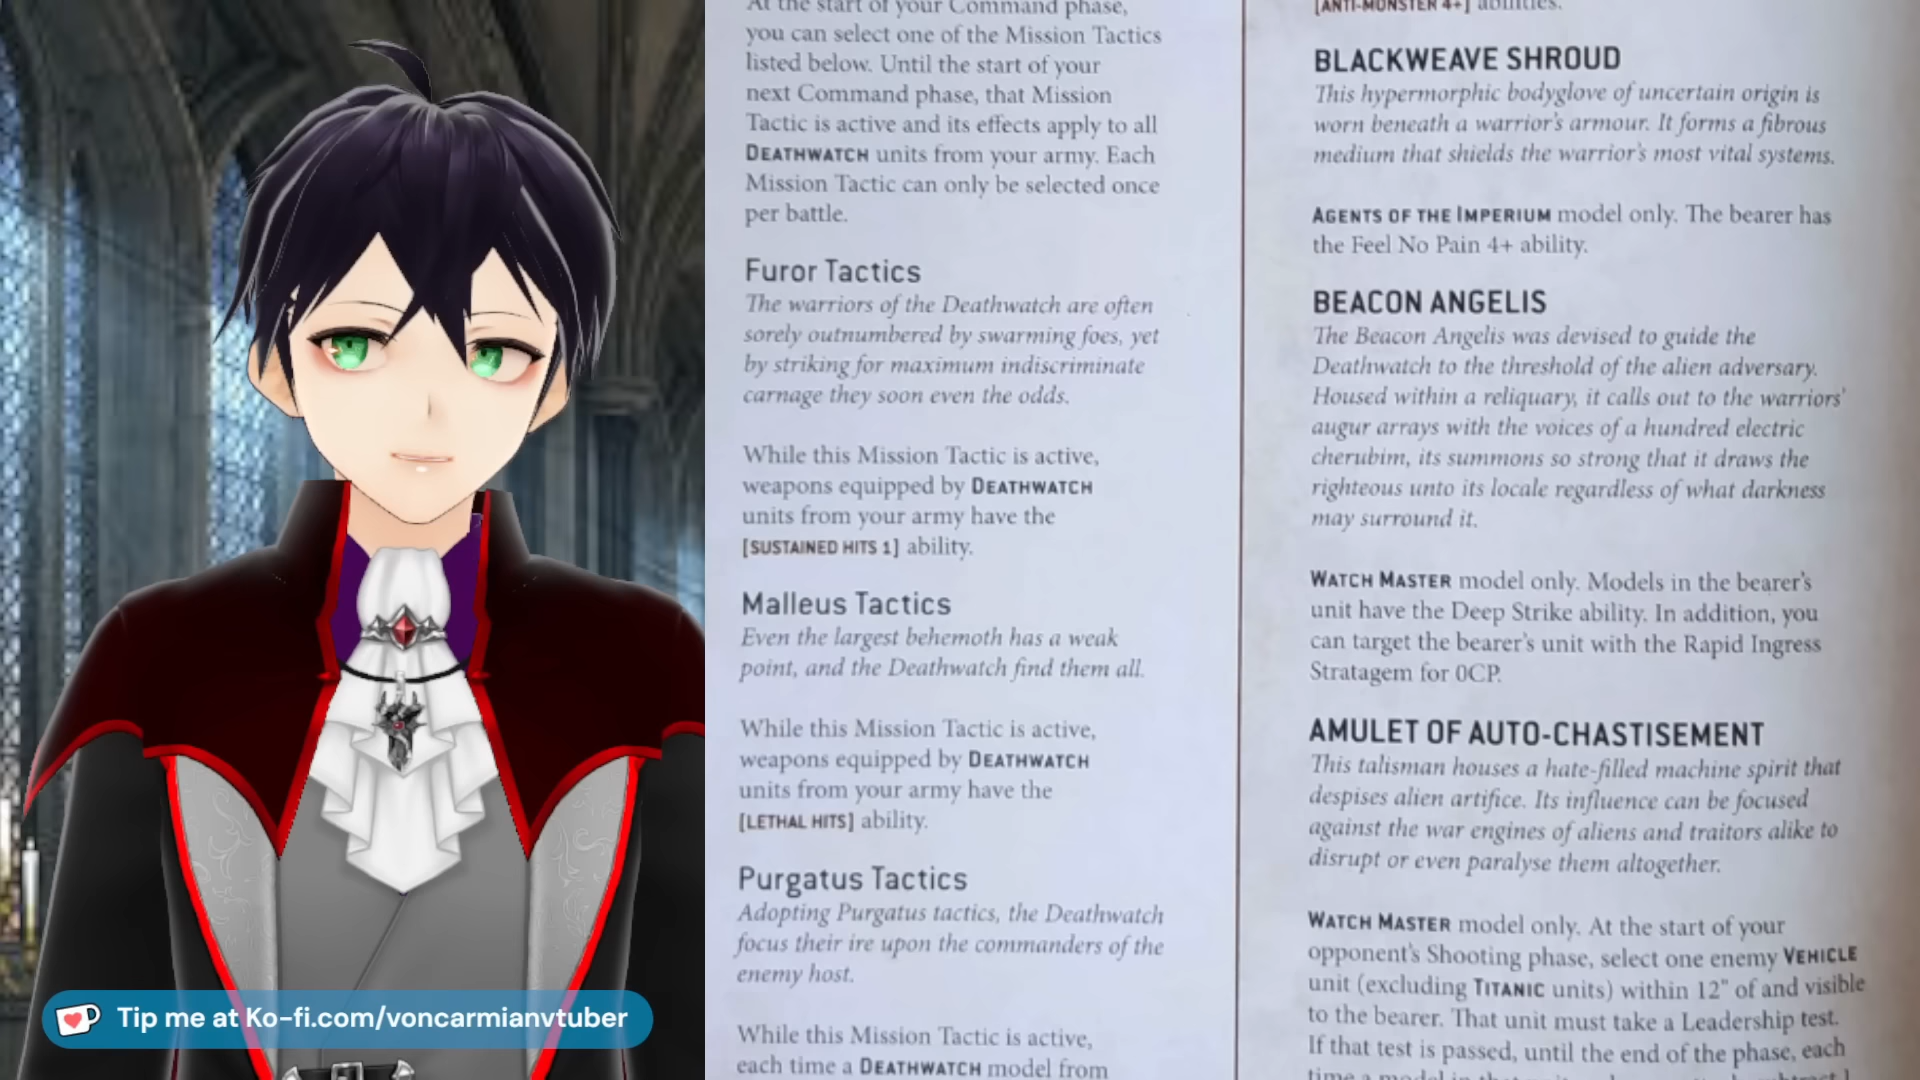 At the start of your Command phase,
you can select one of the Mission Tactics
listed below. Until the start of your
next Command phase, that Mission
Tactic is active and its effects apply to all
DEATHWATCH units from your army. Each
Mission Tactic can only be selected once
per battle.
Furor Tactics
The warriors of the Deathwatch are often
sorely outnumbered by swarming foes, yet
by striking for maximum indiscriminate
carnage they soon even the odds.
While this Mission Tactic is active,
weapons equipped by DEATHWATCH
units from your army have the
[SUSTAINED HITS 1] ability.
Malleus Tactics
Even the largest behemoth has a weak
point, and the Deathwatch find them all.
While this Mission Tactic is active,
weapons equipped by DEATHWATCH
units from your army have the
[LETHAL HITS] ability.
Purgatus Tactics
Adopting Purgatus tactics, the Deathwatch
focus their ire upon the commanders of the
enemy host.
While this Mission Tactic is active,
each time a DEATHWATCH model from
[ANTI-MONSTER 4+] abilities.
BLACKWEAVE SHROUD
This hypermorphic bodyglove of uncertain origin is
worn beneath a warrior's armour. It forms a fibrous
medium that shields the warrior's most vital systems.
AGENTS OF THE IMPERIUM model only. The bearer has
the Feel No Pain 4+ ability.
BEACON ANGELIS
The Beacon Angelis was devised to guide the
Deathwatch to the threshold of the alien adversary.
Housed within a reliquary, it calls out to the warriors'
augur arrays with the voices of a hundred electric
cherubim, its summons so strong that it draws the
righteous unto its locale regardless of what darkness
may surround it.
WATCH MASTER model only. Models in the bearer's
unit have the Deep Strike ability. In addition, you
can target the bearer's unit with the Rapid Ingress
Stratagem for 0CP.
AMULET OF AUTO-CHASTISEMENT
This talisman houses a hate-filled machine spirit that
despises alien artifice. Its influence can be focused
against the war engines of aliens and traitors alike to
disrupt or even paralyse them altogether.
WATCH MASTER model only. At the start of your
opponent's Shooting phase, select one enemy VEHICLE
unit (excluding TITANIC units) within 12" of and visible
to the bearer. That unit must take a Leadership test.
If that test is passed, until the end of the phase, each
time a model in that
Tip me at Ko-fi.com/voncarmianvtuber